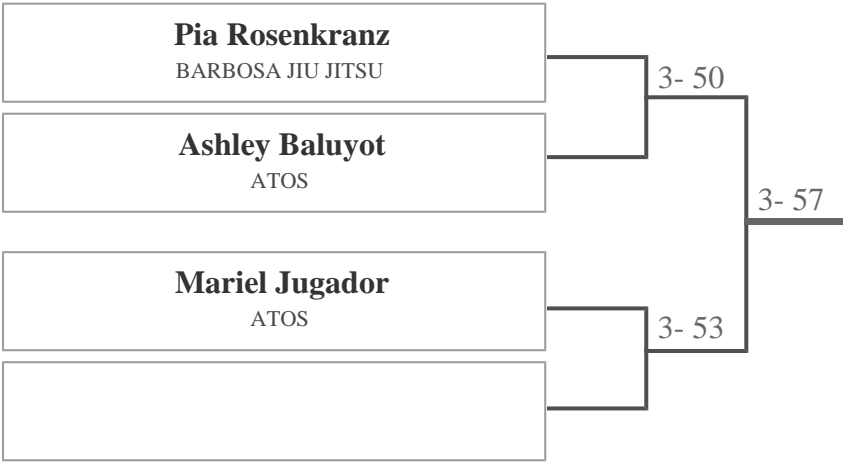 Pia Rosenkranz
BARBOSA JIU JITSU
3- 50
Ashley Baluyot
ATOS
3- 57
Mariel Jugador
ATOS
3- 53